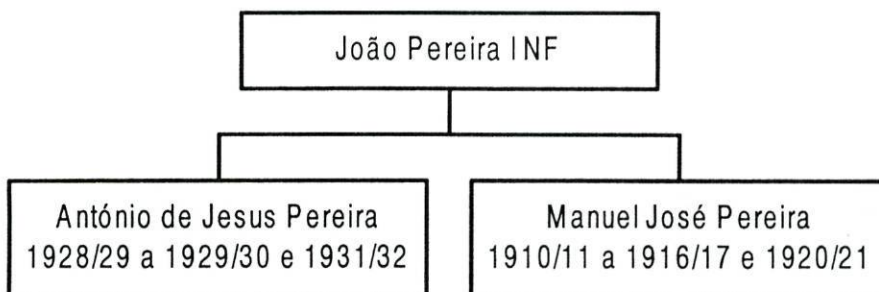 João Pereira INF
António de Jesus Pereira
1928/29 a 1929/30 e 1931/32
Manuel José Pereira
1910/11 a 1916/17 e 1920/21